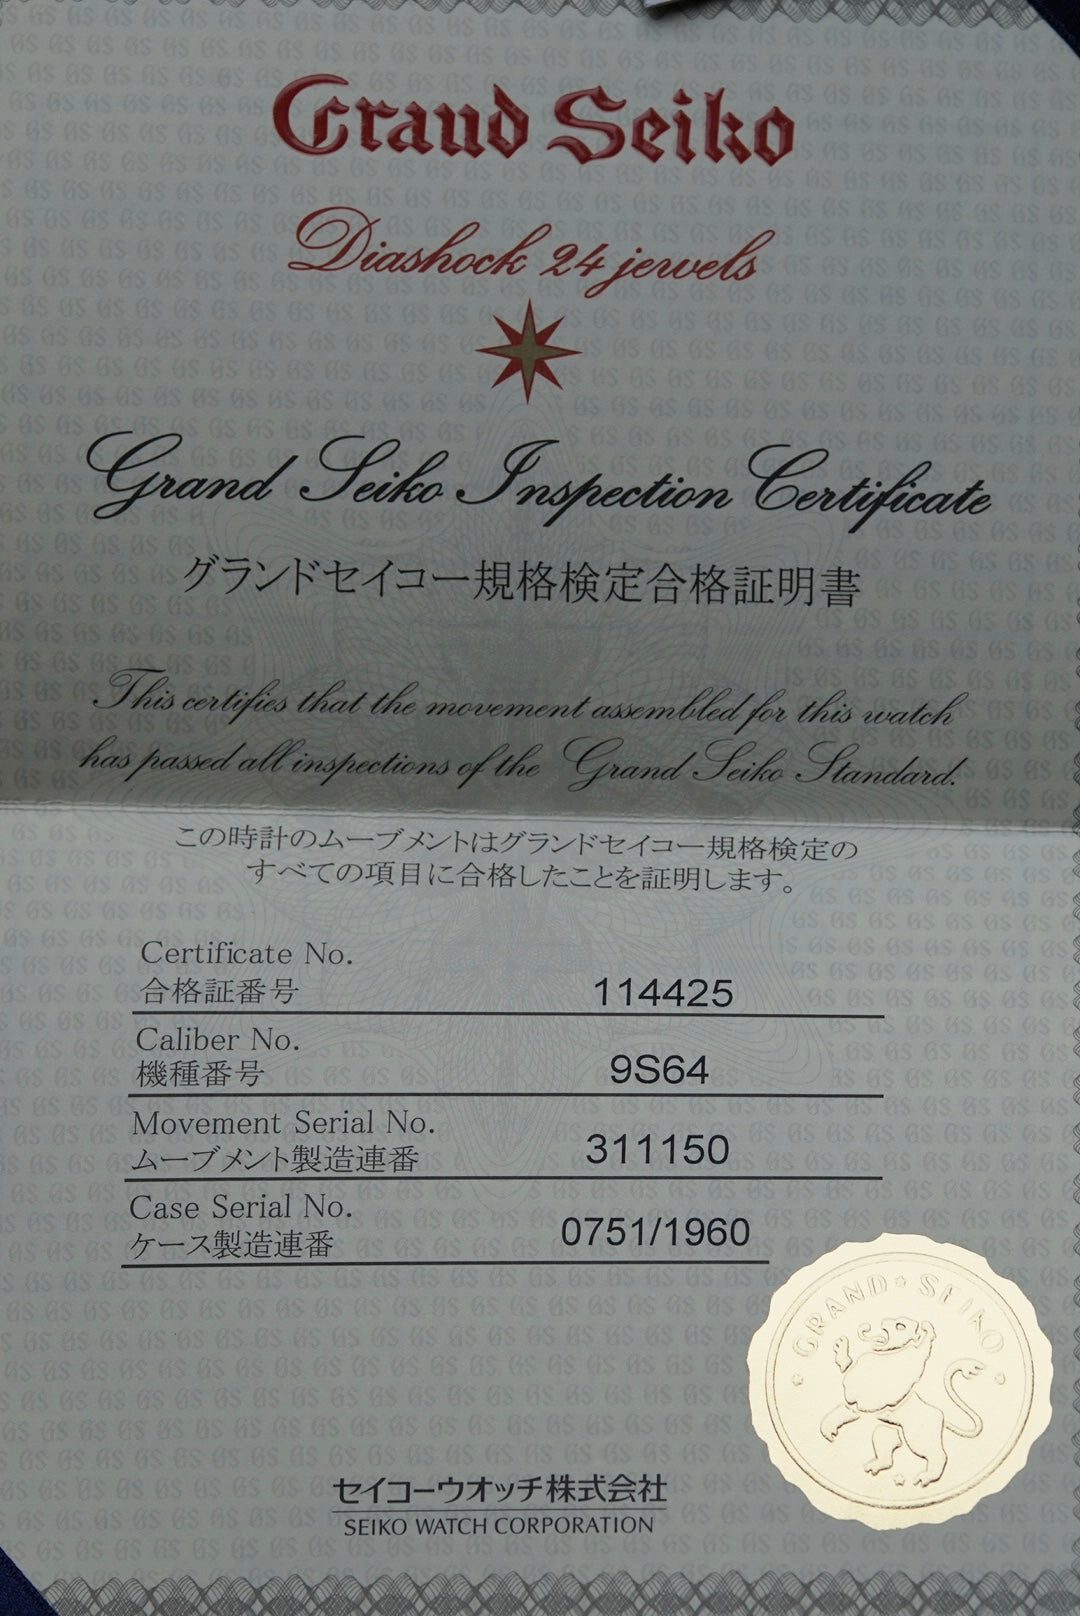 Grand Seiko
Diashock 24 jewels
Grand Seiko Inspection Certificate
グランドセイコー規格検定合格証明書
This certifies that the movement assembled for this watch
has passed all inspections of the Grand Seiko Standard.
この時計のムーブメントはグランドセイコー規格検定の
すべての項目に合格したことを証明します。
Certificate No.
合格証番号 114425
Caliber No.
機種番号 9S64
Movement Serial No.
ムーブメント製造連番 311150
Case Serial No.
ケース製造連番 0751/1960
GRAND SEIKO
セイコーウオッチ株式会社
SEIKO WATCH CORPORATION